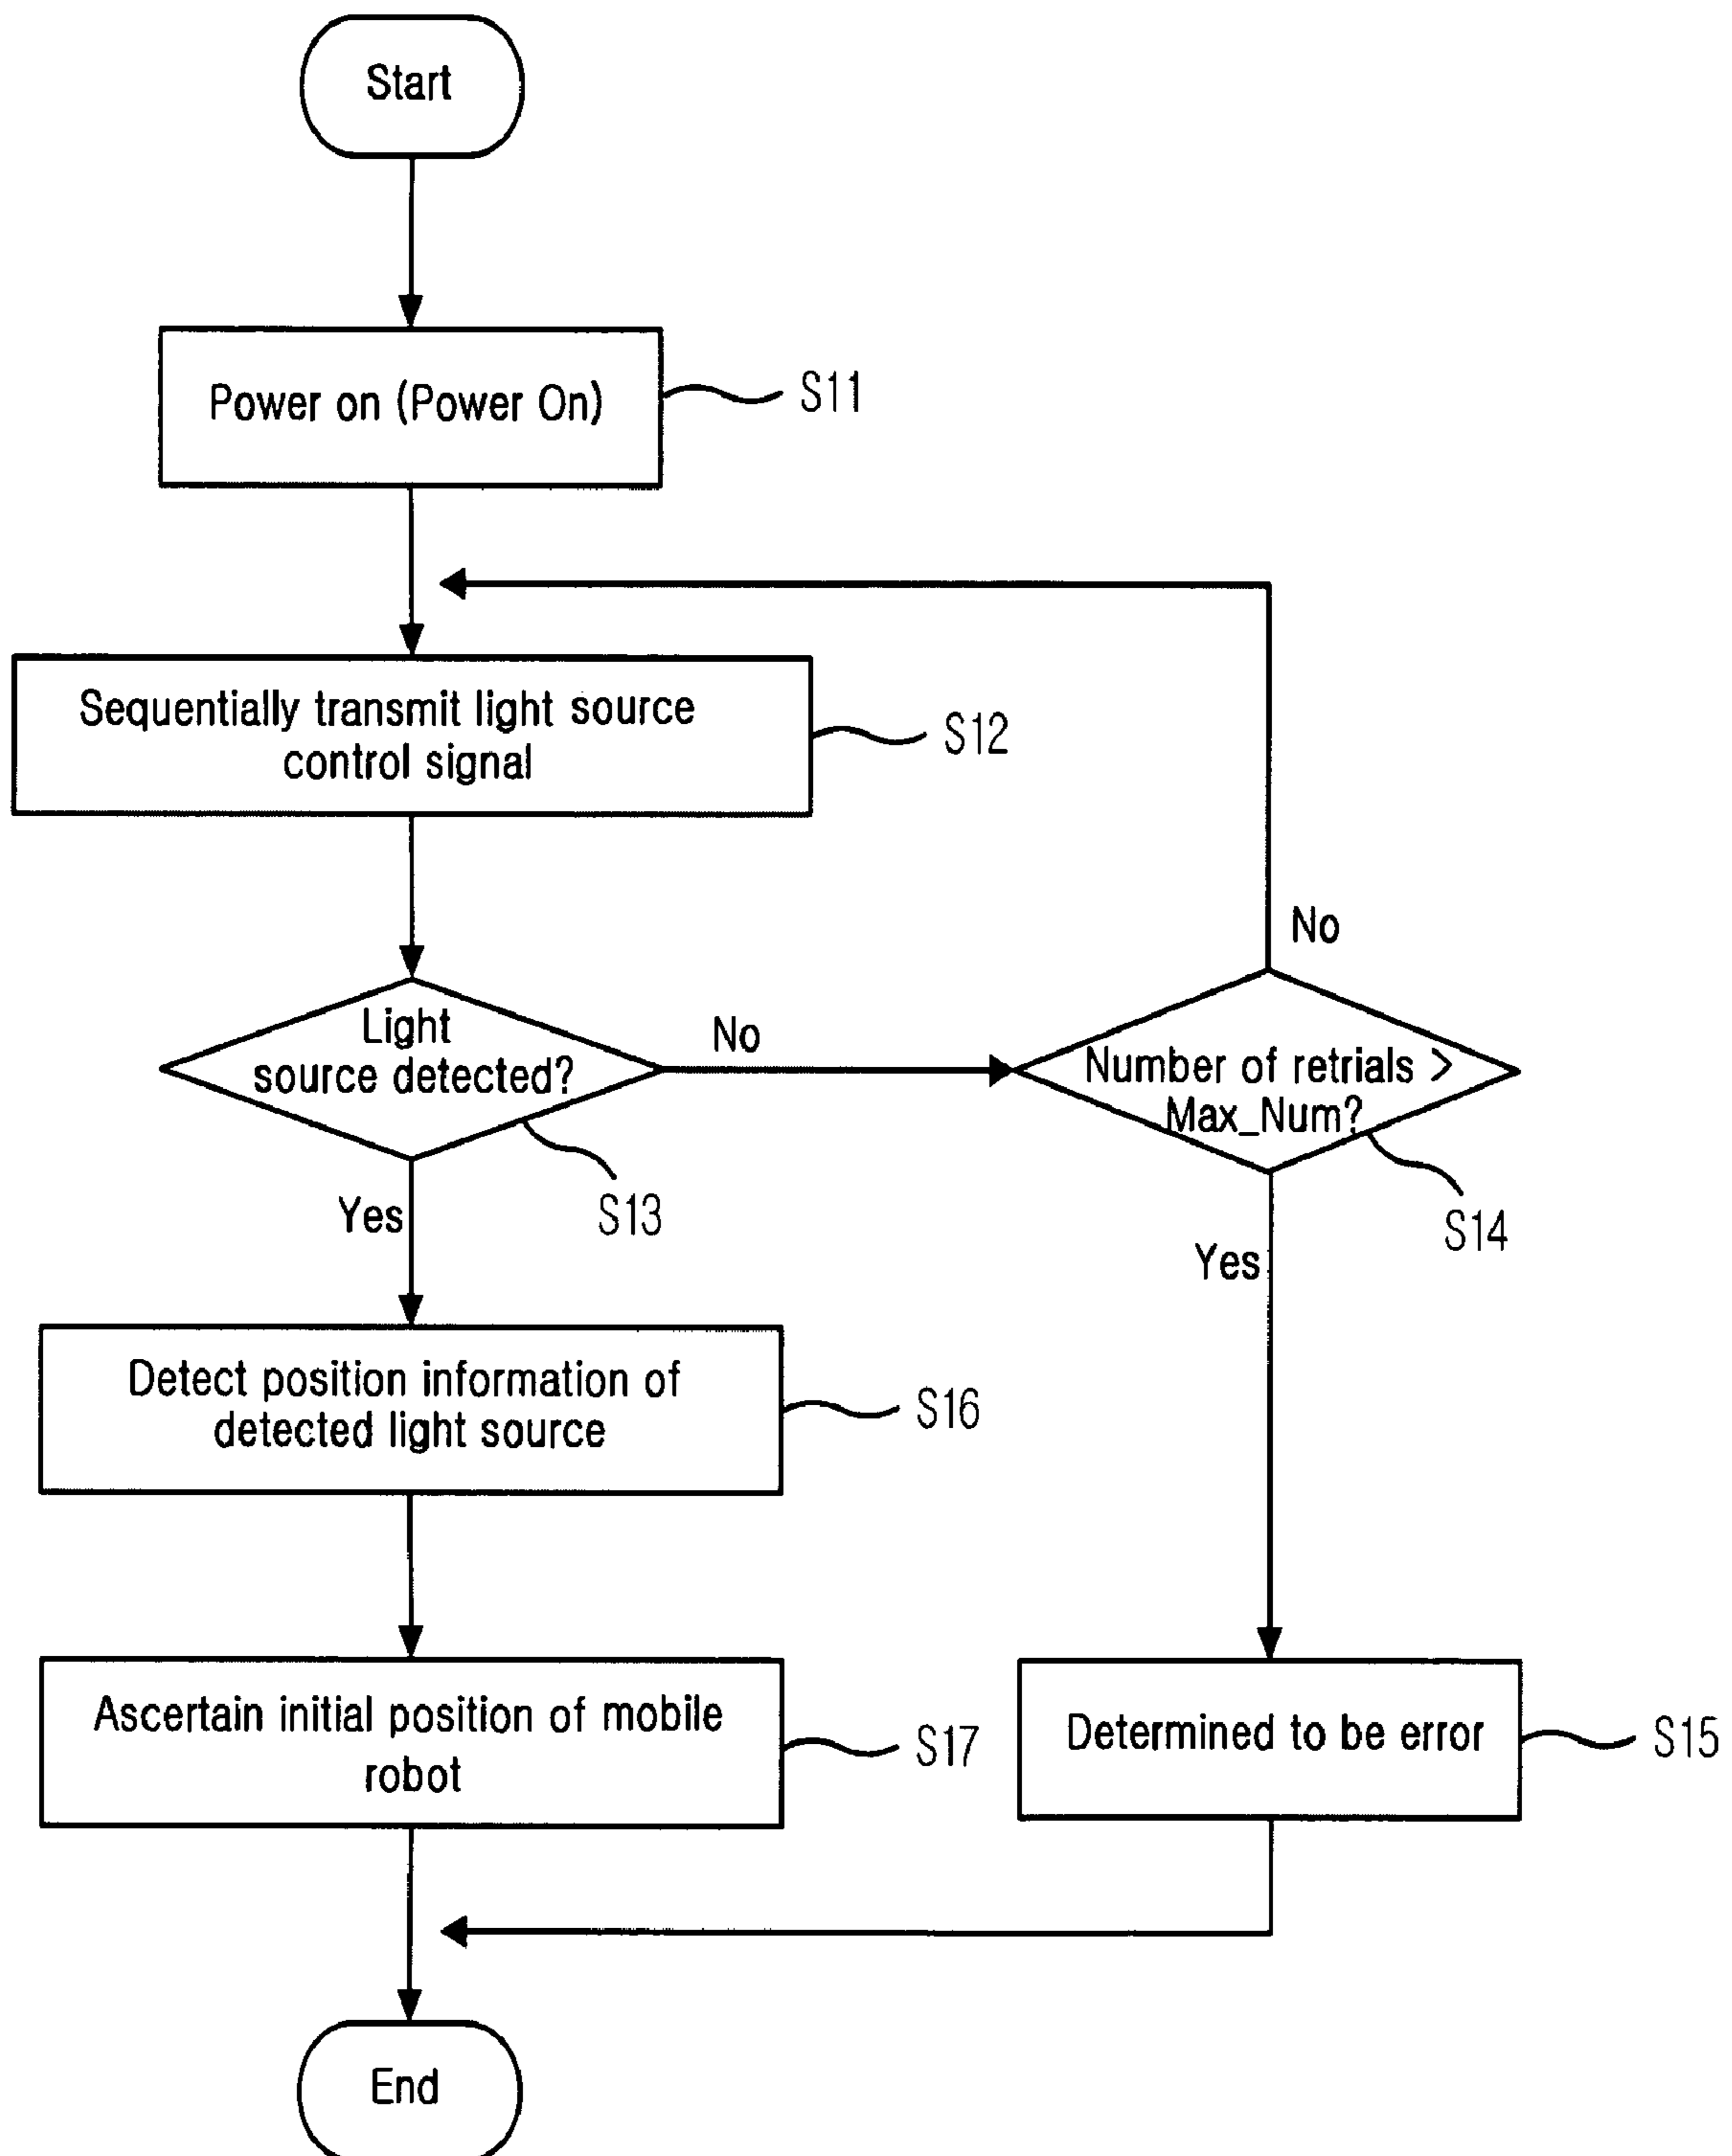 Start
Power on (Power On)
S11
Sequentially transmit light source
control signal
S12
No
Light
source detected?
No
Number of retrials >
Max_Num?
Yes
S13
S14
Yes
Detect position information of
detected light source
S16
Ascertain initial position of mobile
robot
S17
Determined to be error
S15
End